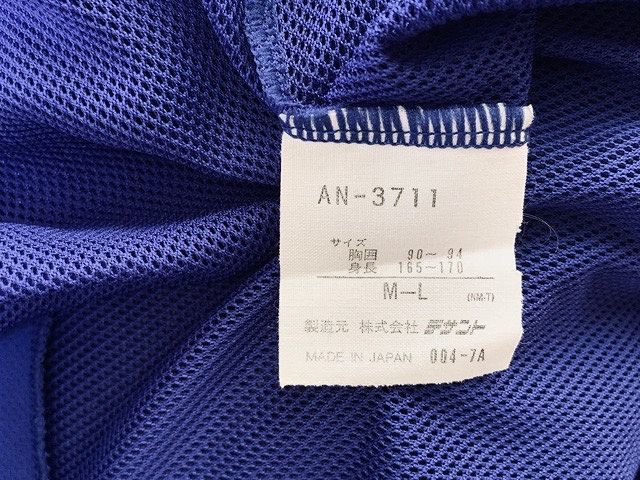 AN-3711
サイズ
胸囲 90〜94
身長 165〜170
M—L (NM-T)
製造元 株式会社 デサント
MADE IN JAPAN 004-7A